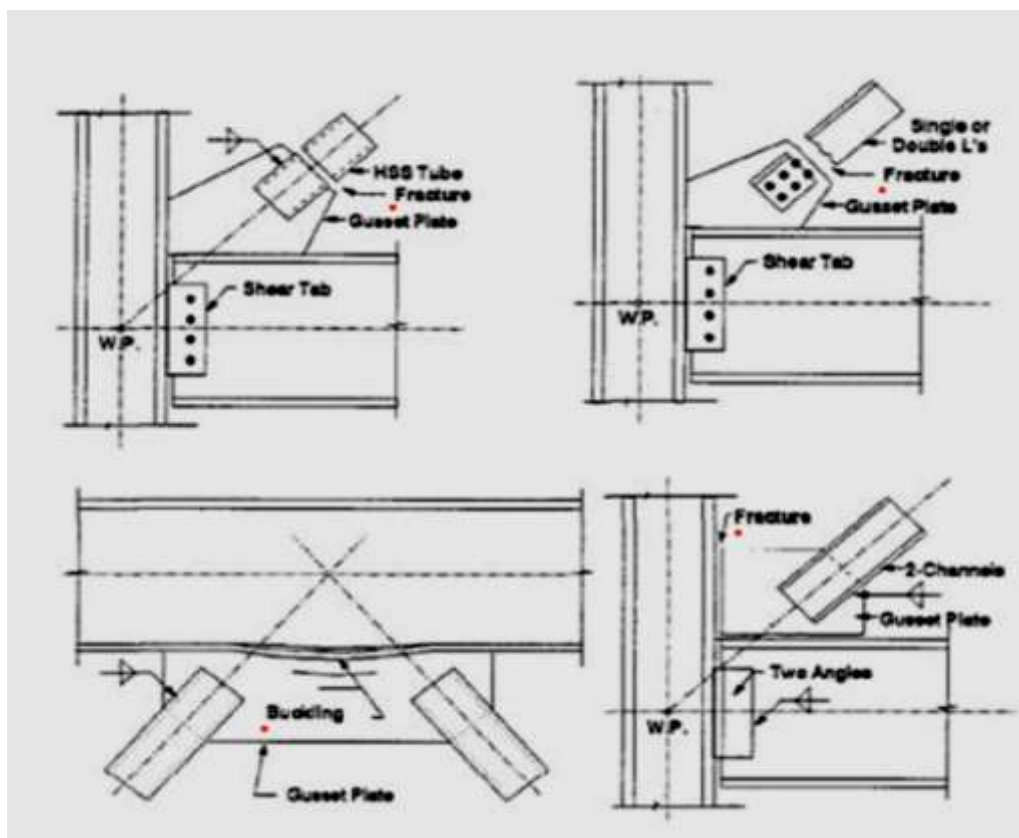 HSS Tube
Fracture
Gusset Plate
Shear Tab
W.P.
Single or
Double L's
Fracture
Gusset Plate
Shear Tab
W.P.
Buckling
Gusset Plate
Fracture
2-Channels
Gusset Plate
Two Angles
W.P.